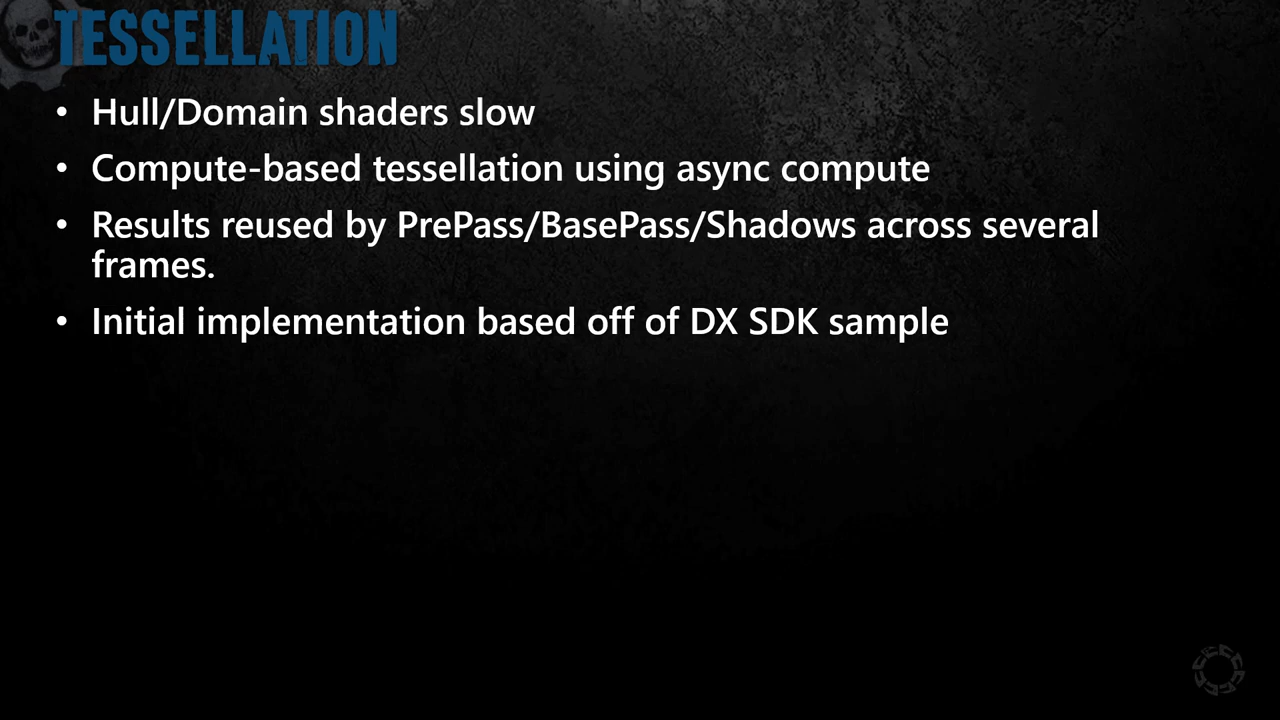 TESSELLATION
• Hull/Domain shaders slow
• Compute-based tessellation using async compute
• Results reused by PrePass/BasePass/Shadows across several
frames.
• Initial implementation based off of DX SDK sample